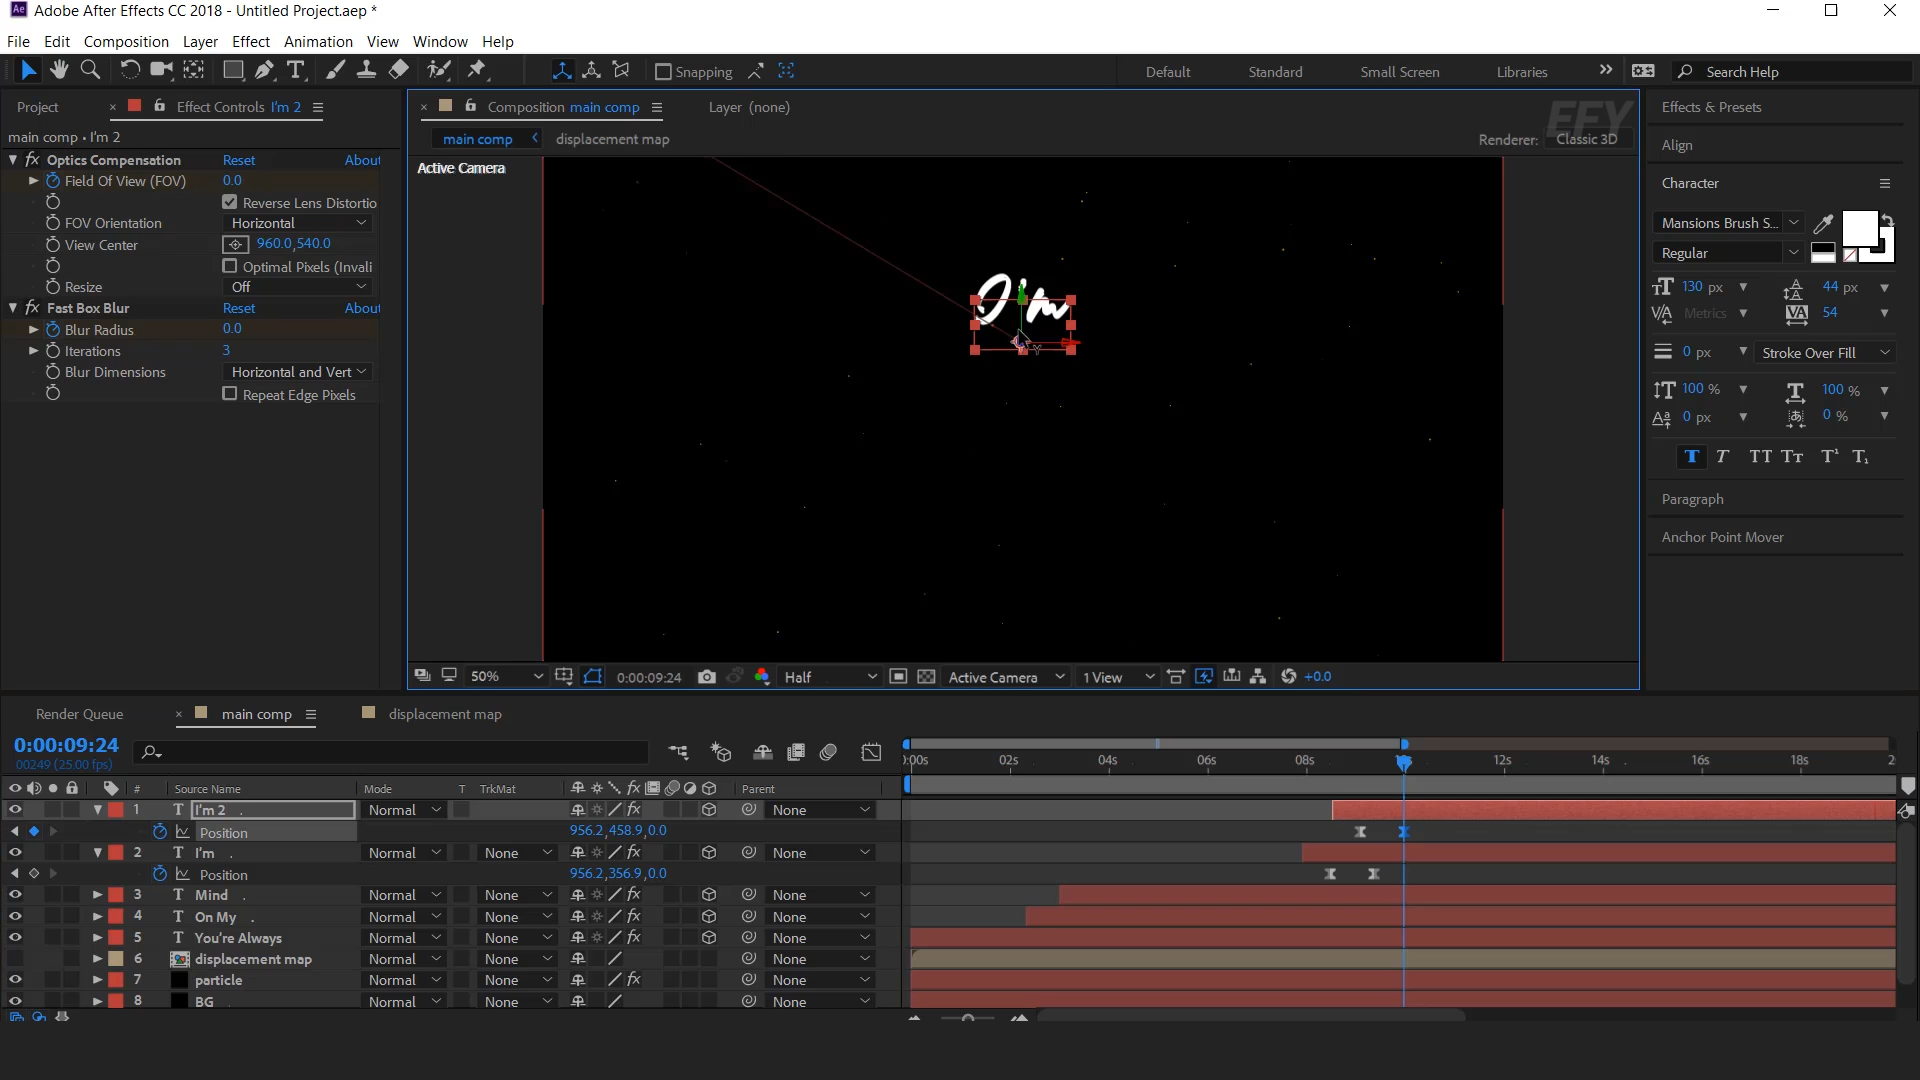 Adobe After Effects CC 2018 - Untitled Project.aep *
File Edit Composition Layer Effect Animation View Window Help
Snapping Default Standard Small Screen Libraries Search Help
Project Effect Controls I'm 2
main comp • I'm 2
Optics Compensation Reset About
Field Of View (FOV) 0.0
Reverse Lens Distortio
FOV Orientation Horizontal
View Center 960.0,540.0
Optimal Pixels (Invali
Resize Off
Fast Box Blur Reset About
Blur Radius 0.0
Iterations 3
Blur Dimensions Horizontal and Vert
Repeat Edge Pixels
Composition main comp Layer (none)
main comp displacement map
Renderer: Classic 3D
EFY
Active Camera
I'm
50% 0:00:09:24 Half Active Camera 1 View +0.0
Effects & Presets
Align
Character
Mansions Brush S...
Regular
130 px 44 px
Metrics 54
0 px Stroke Over Fill
100 % 100 %
0 px 0 %
T T TT Tт T¹ T₁
Paragraph
Anchor Point Mover
Render Queue main comp displacement map
0:00:09:24
00249 (25.00 fps)
:00s 02s 04s 06s 08s 12s 14s 16s 18s 2
# Source Name Mode T TrkMat Parent
1 T I'm 2 . Normal None
Position 956.2,458.9,0.0
2 T I'm . Normal None None
Position 956.2,356.9,0.0
3 T Mind . Normal None None
4 T On My . Normal None None
5 T You're Always Normal None None
6 displacement map Normal None None
7 particle Normal None None
8 BG Normal None None